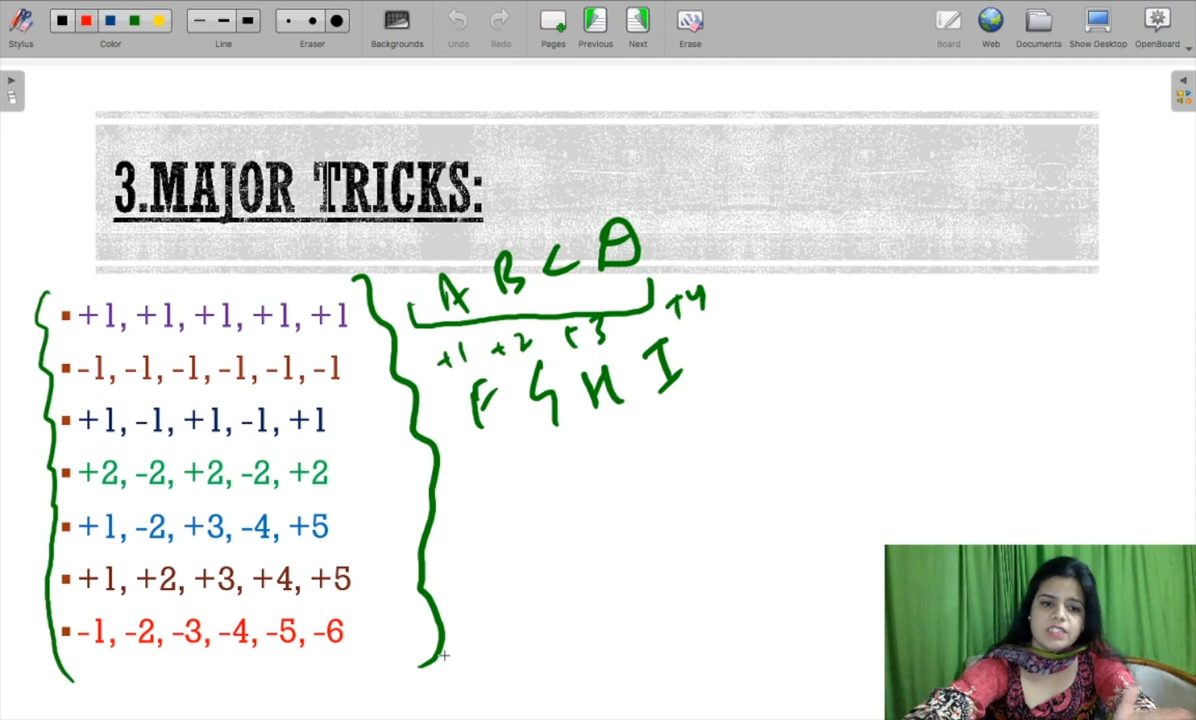 Stylus Color Line Eraser Backgrounds Undo Redo Pages Previous Next Erase Board Web Documents Show Desktop OpenBoard
3.MAJOR TRICKS:
A B C D
+1, +1, +1, +1, +1
-1, -1, -1, -1, -1, -1
+1, -1, +1, -1, +1
+2, -2, +2, -2, +2
+1, -2, +3, -4, +5
+1, +2, +3, +4, +5
-1, -2, -3, -4, -5, -6
+1 +2 +3 +4
F G H I